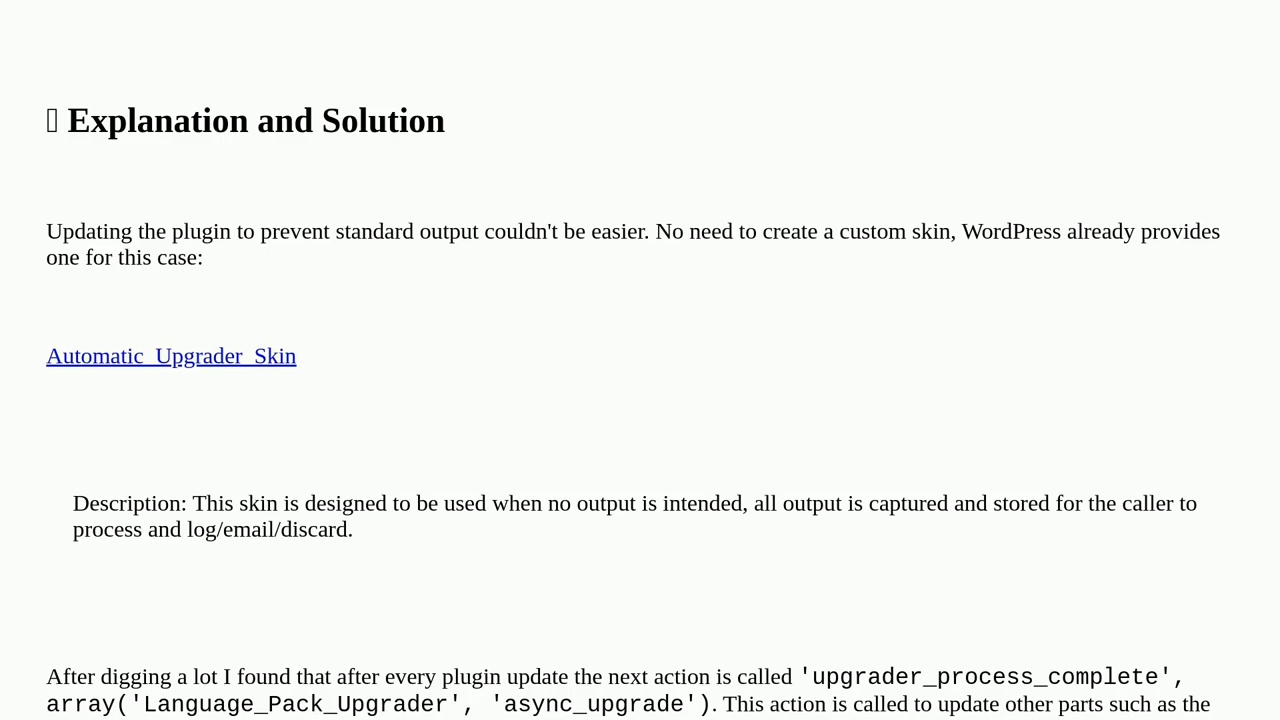 Explanation and Solution
Updating the plugin to prevent standard output couldn't be easier. No need to create a custom skin, WordPress already provides
one for this case:
Automatic_Upgrader_Skin
Description: This skin is designed to be used when no output is intended, all output is captured and stored for the caller to
process and log/email/discard.
After digging a lot I found that after every plugin update the next action is called 'upgrader_process_complete',
array('Language_Pack_Upgrader', 'async_upgrade'). This action is called to update other parts such as the